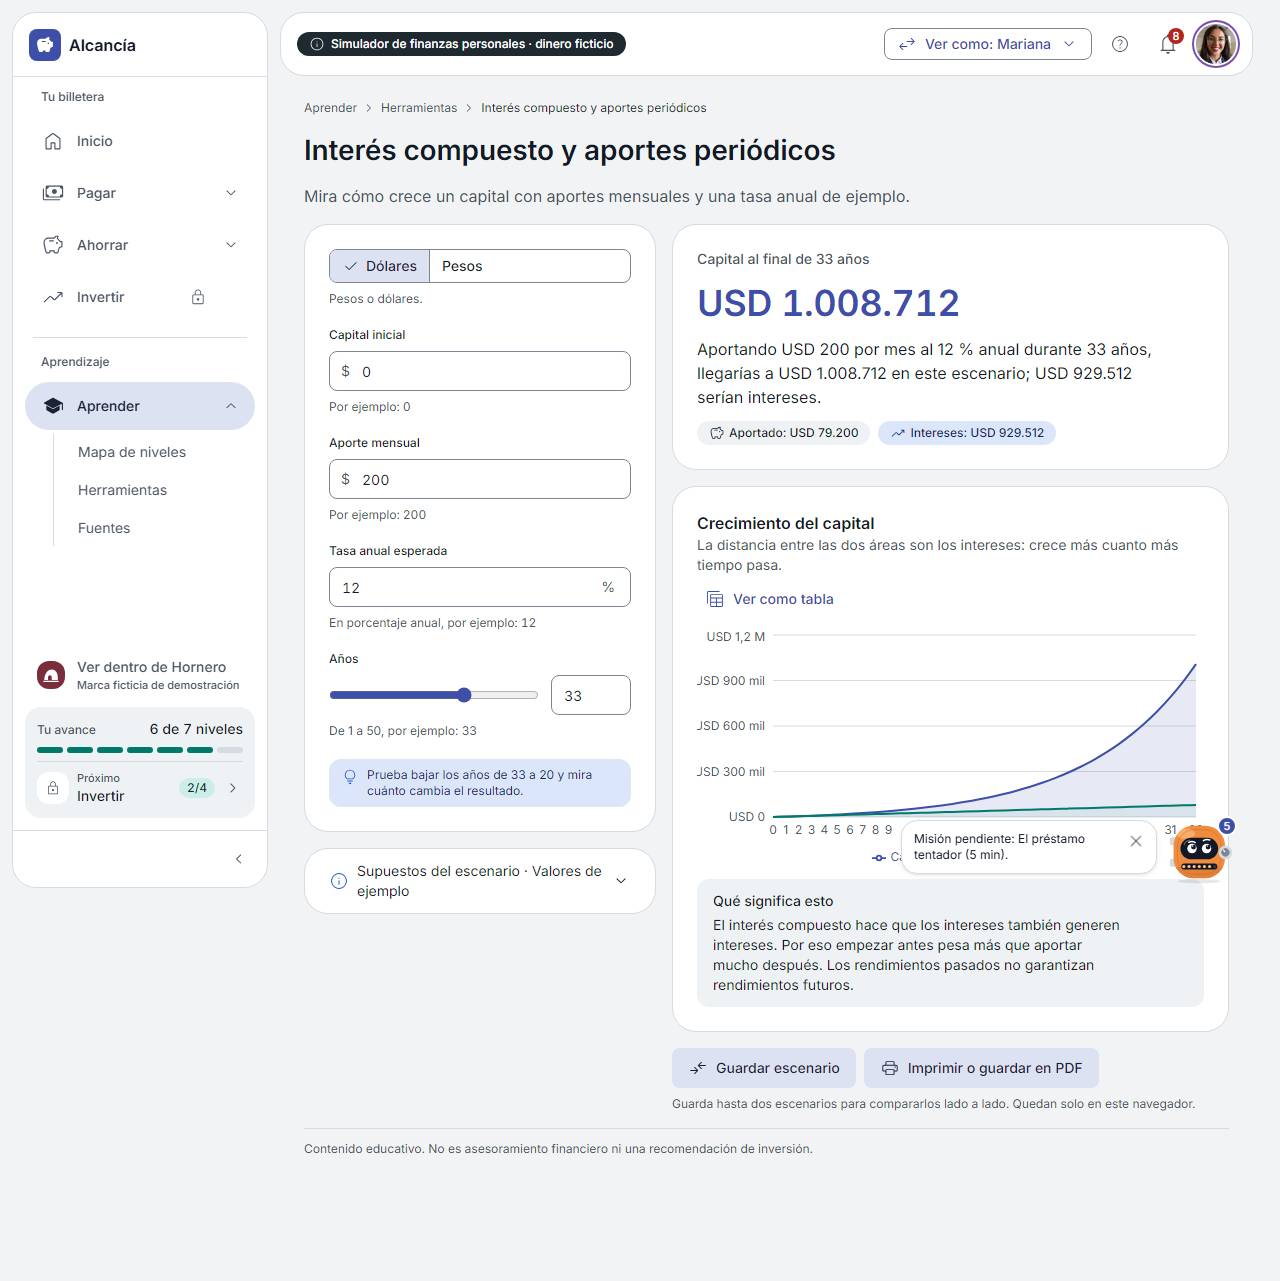 Alcancía
Simulador de finanzas personales · dinero ficticio
Ver como: Mariana
8
Tu billetera
Inicio
Pagar
Ahorrar
Invertir
Aprendizaje
Aprender
Mapa de niveles
Herramientas
Fuentes
Ver dentro de Hornero
Marca ficticia de demostración
Tu avance
6 de 7 niveles
Próximo
Invertir
2/4
Aprender
Herramientas
Interés compuesto y aportes periódicos
Interés compuesto y aportes periódicos
Mira cómo crece un capital con aportes mensuales y una tasa anual de ejemplo.
Dólares
Pesos
Pesos o dólares.
Capital inicial
$ 0
Por ejemplo: 0
Aporte mensual
$ 200
Por ejemplo: 200
Tasa anual esperada
12 %
En porcentaje anual, por ejemplo: 12
Años
33
De 1 a 50, por ejemplo: 33
Prueba bajar los años de 33 a 20 y mira
cuánto cambia el resultado.
Supuestos del escenario · Valores de
ejemplo
Capital al final de 33 años
USD 1.008.712
Aportando USD 200 por mes al 12 % anual durante 33 años,
llegarías a USD 1.008.712 en este escenario; USD 929.512
serían intereses.
Aportado: USD 79.200
Intereses: USD 929.512
Crecimiento del capital
La distancia entre las dos áreas son los intereses: crece más cuanto más
tiempo pasa.
Ver como tabla
USD 1,2 M
USD 900 mil
USD 600 mil
USD 300 mil
USD 0
0 1 2 3 4 5 6 7 8 9 31
Misión pendiente: El préstamo
tentador (5 min).
5
Qué significa esto
El interés compuesto hace que los intereses también generen
intereses. Por eso empezar antes pesa más que aportar
mucho después. Los rendimientos pasados no garantizan
rendimientos futuros.
Guardar escenario
Imprimir o guardar en PDF
Guarda hasta dos escenarios para compararlos lado a lado. Quedan solo en este navegador.
Contenido educativo. No es asesoramiento financiero ni una recomendación de inversión.